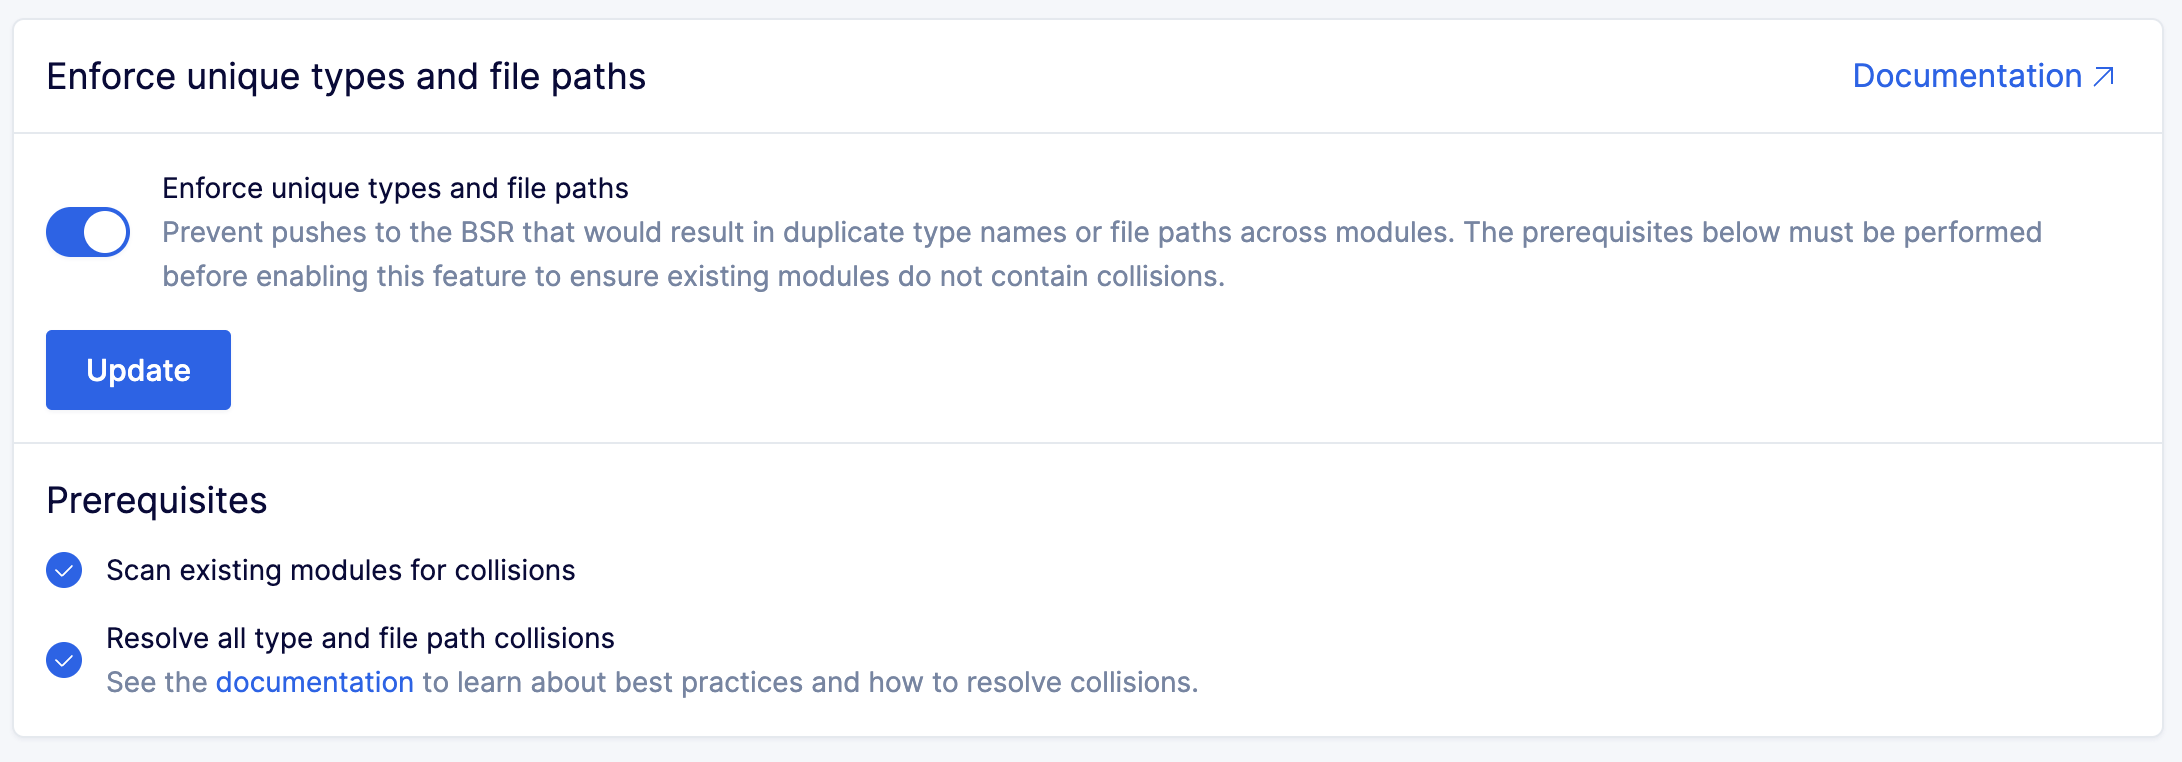 Enforce unique types and file paths
Documentation
Enforce unique types and file paths
Prevent pushes to the BSR that would result in duplicate type names or file paths across modules. The prerequisites below must be performed
before enabling this feature to ensure existing modules do not contain collisions.
Update
Prerequisites
Scan existing modules for collisions
Resolve all type and file path collisions
See the documentation to learn about best practices and how to resolve collisions.